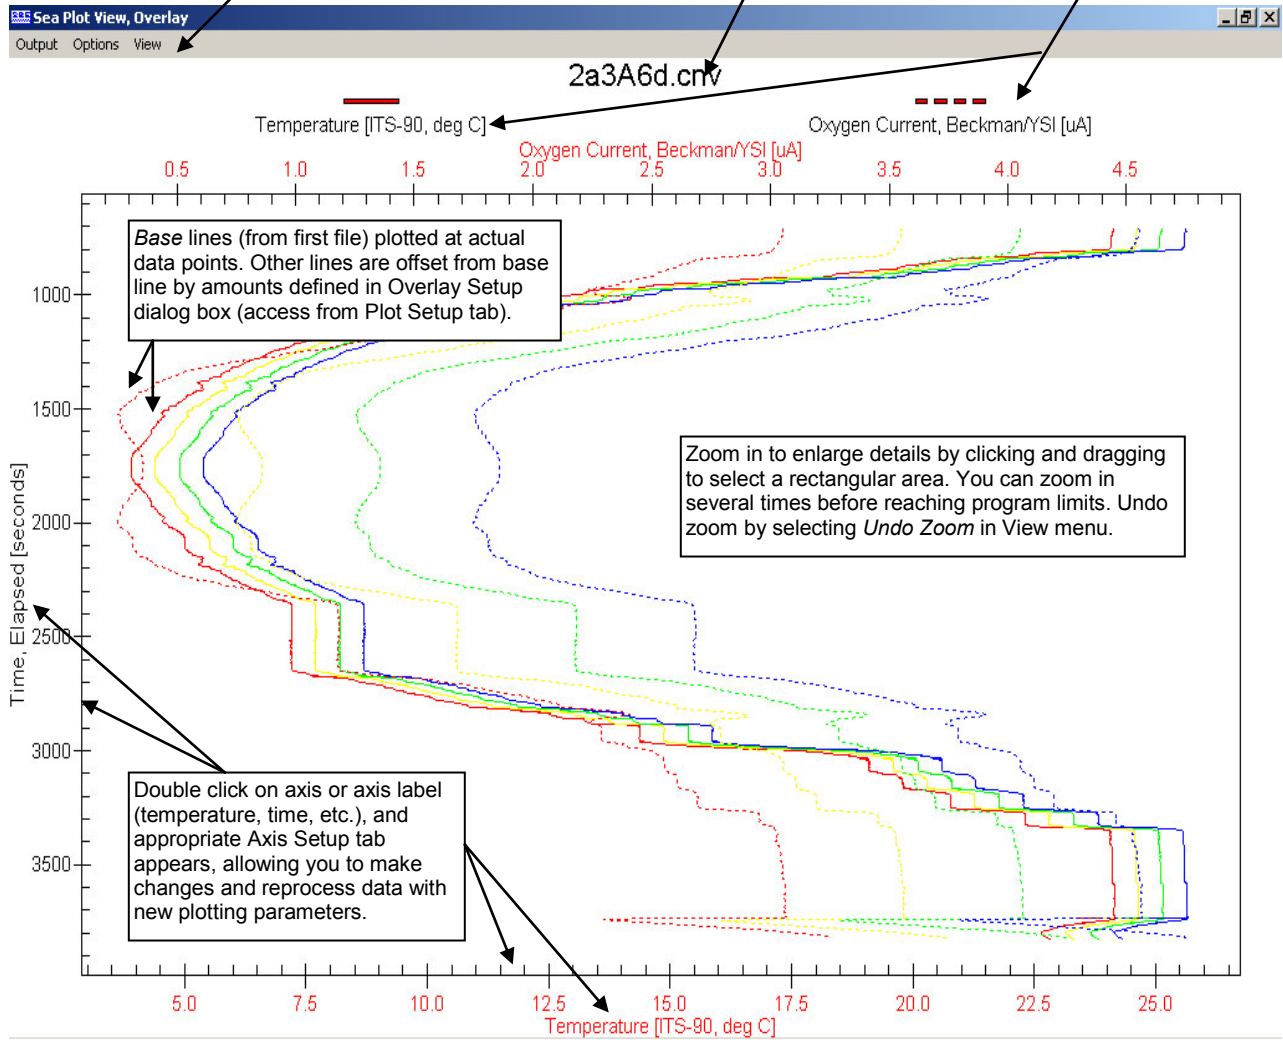 SBE Sea Plot View, Overlay
Output Options View
2a3A6d.cnv
Temperature [ITS-90, deg C]
Oxygen Current, Beckman/YSI [uA]
Oxygen Current, Beckman/YSI [uA]
0.5 1.0 1.5 2.0 2.5 3.0 3.5 4.0 4.5
Base lines (from first file) plotted at actual
data points. Other lines are offset from base
line by amounts defined in Overlay Setup
dialog box (access from Plot Setup tab).
1000
1500
2000
2500
3000
3500
Time, Elapsed [seconds]
Zoom in to enlarge details by clicking and dragging
to select a rectangular area. You can zoom in
several times before reaching program limits. Undo
zoom by selecting Undo Zoom in View menu.
Double click on axis or axis label
(temperature, time, etc.), and
appropriate Axis Setup tab
appears, allowing you to make
changes and reprocess data with
new plotting parameters.
5.0 7.5 10.0 12.5 15.0 17.5 20.0 22.5 25.0
Temperature [ITS-90, deg C]